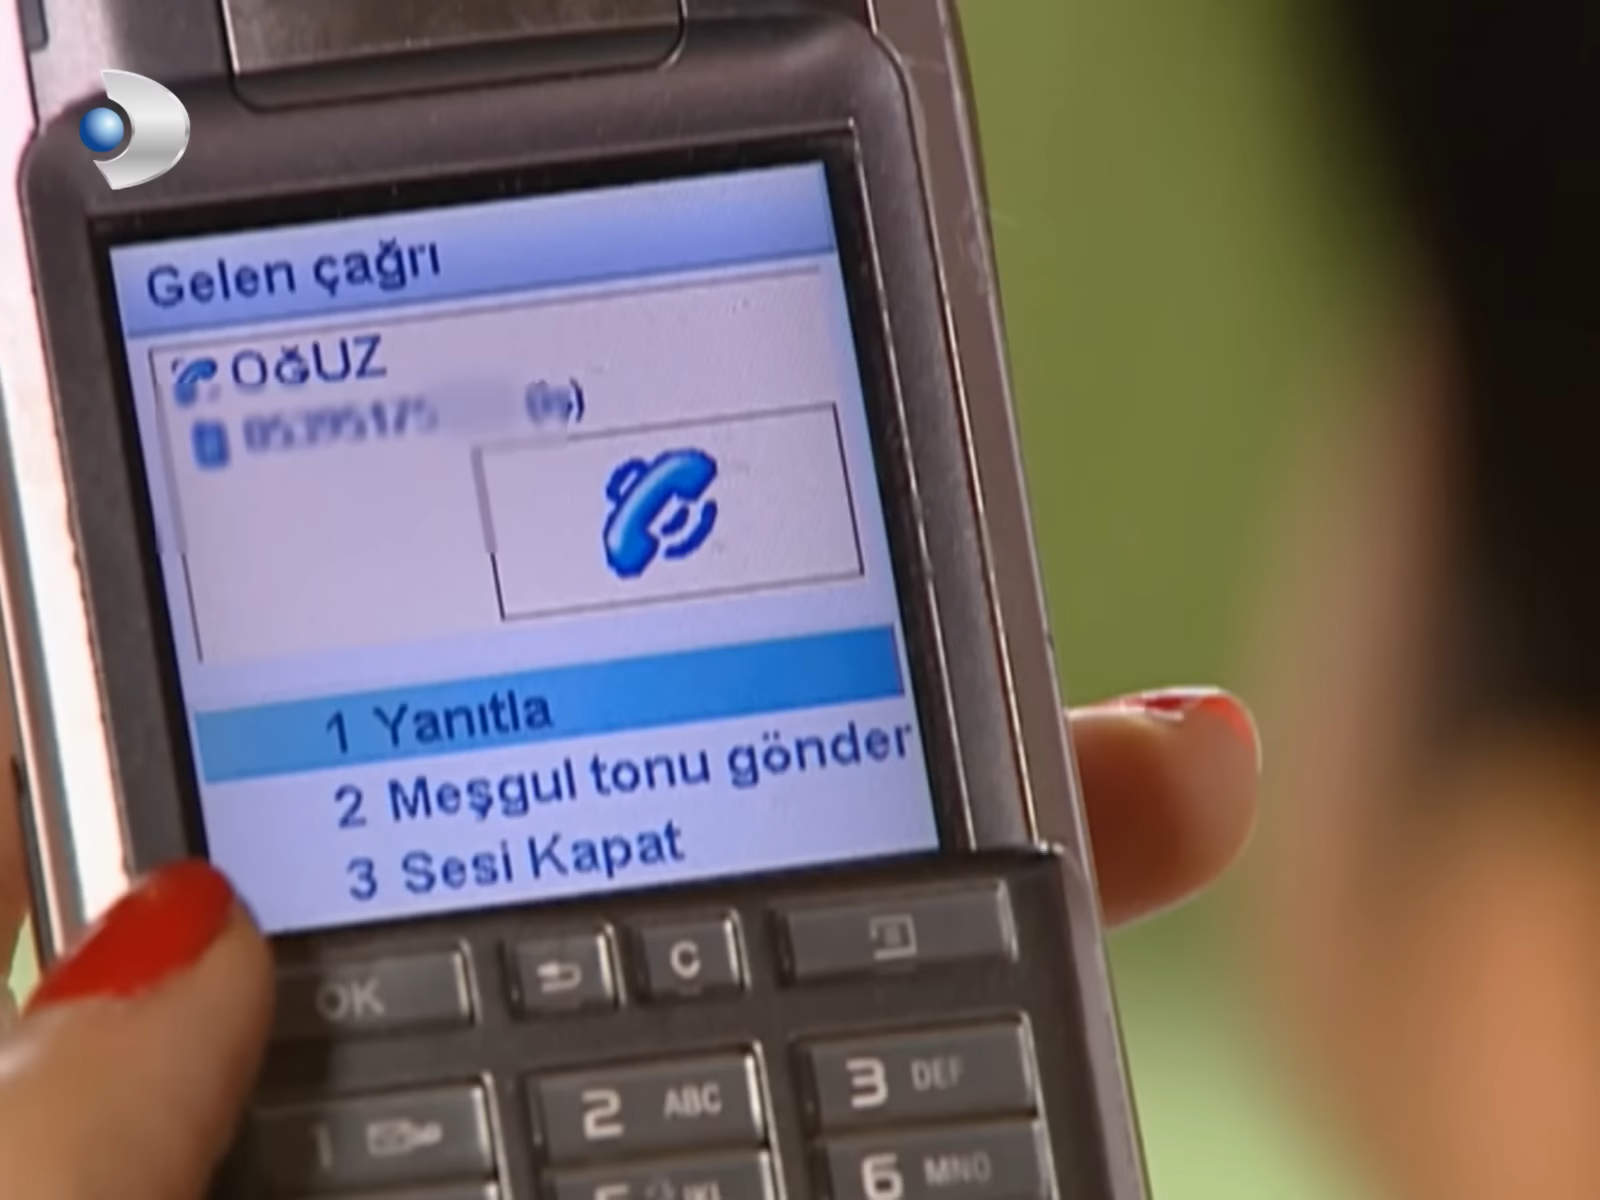 Gelen çağrı
OĞUZ
(İş)
1 Yanıtla
2 Meşgul tonu gönder
3 Sesi Kapat
OK
C
1
2 ABC
3 DEF
6 MNO